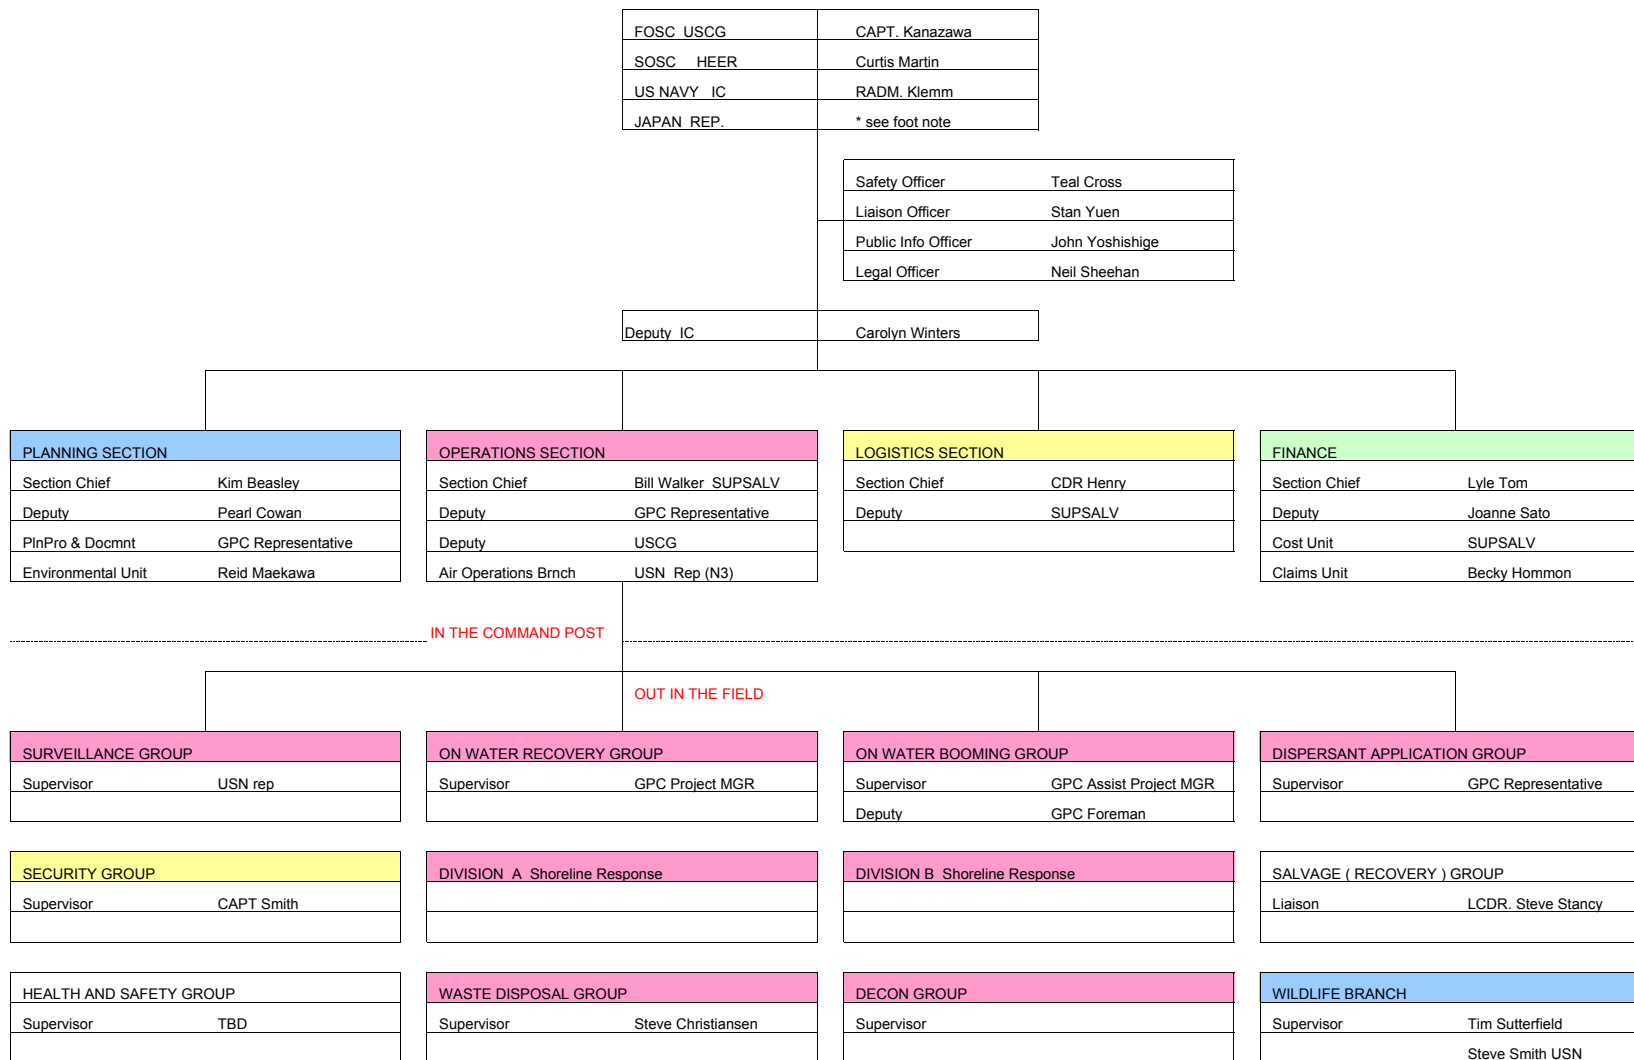 FOSC  USCG CAPT. Kanazawa
SOSC HEER Curtis Martin
US NAVY IC RADM. Klemm
JAPAN REP. * see foot note
Safety Officer Teal Cross
Liaison Officer Stan Yuen
Public Info Officer John Yoshishige
Legal Officer Neil Sheehan
Deputy IC Carolyn Winters
PLANNING SECTION
Section Chief Kim Beasley
Deputy Pearl Cowan
PlnPro & Docmnt GPC Representative
Environmental Unit Reid Maekawa
OPERATIONS SECTION
Section Chief Bill Walker SUPSALV
Deputy GPC Representative
Deputy USCG
Air Operations Brnch USN Rep (N3)
LOGISTICS SECTION
Section Chief CDR Henry
Deputy SUPSALV
FINANCE
Section Chief Lyle Tom
Deputy Joanne Sato
Cost Unit SUPSALV
Claims Unit Becky Hommon
IN THE COMMAND POST
OUT IN THE FIELD
SURVEILLANCE GROUP
Supervisor USN rep
ON WATER RECOVERY GROUP
Supervisor GPC Project MGR
ON WATER BOOMING GROUP
Supervisor GPC Assist Project MGR
Deputy GPC Foreman
DISPERSANT APPLICATION GROUP
Supervisor GPC Representative
SECURITY GROUP
Supervisor CAPT Smith
DIVISION A Shoreline Response
DIVISION B Shoreline Response
SALVAGE ( RECOVERY ) GROUP
Liaison LCDR. Steve Stancy
HEALTH AND SAFETY GROUP
Supervisor TBD
WASTE DISPOSAL GROUP
Supervisor Steve Christiansen
DECON GROUP
Supervisor
WILDLIFE BRANCH
Supervisor Tim Sutterfield
Steve Smith USN